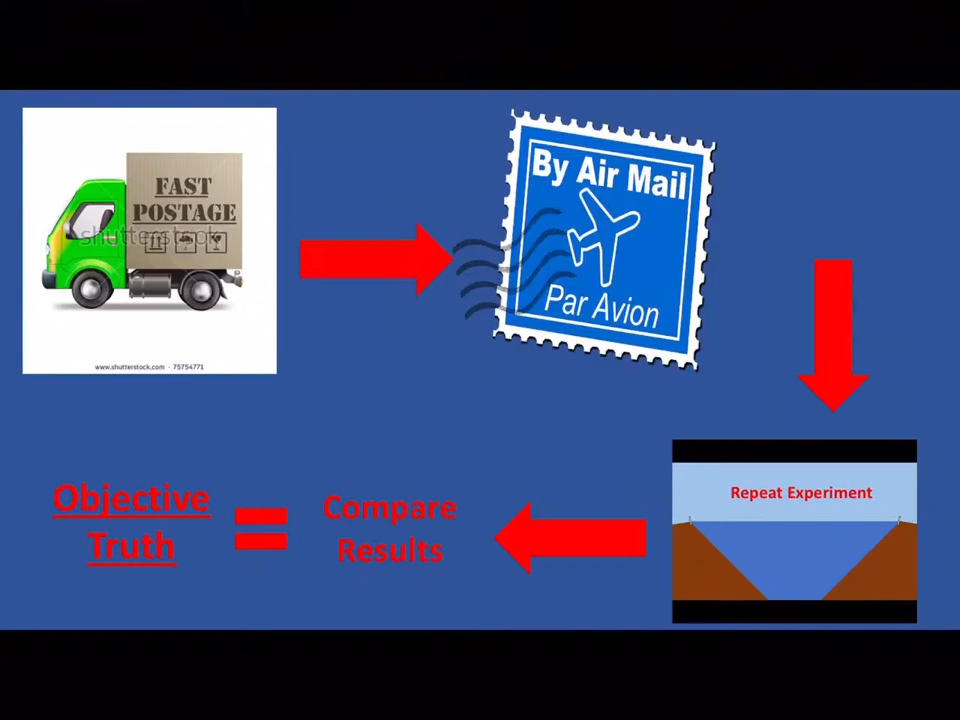 FAST
POSTAGE
shutterstock
www.shutterstock.com · 75754771
By Air Mail
Par Avion
Repeat Experiment
Compare
Results
=
Objective
Truth